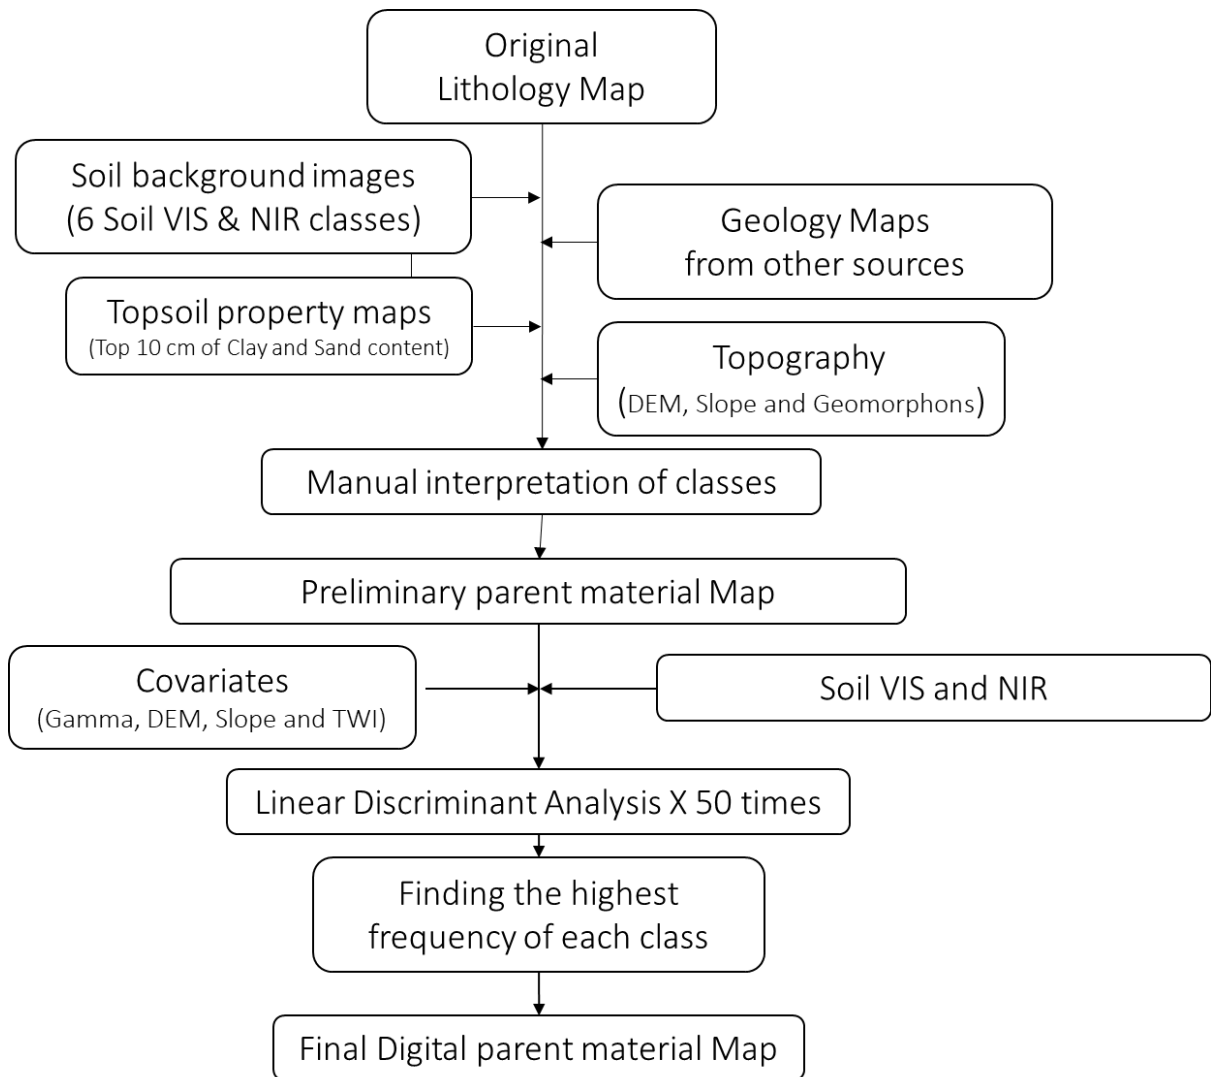 Original
Lithology Map
Soil background images
(6 Soil VIS & NIR classes)
Geology Maps
from other sources
Topsoil property maps
(Top 10 cm of Clay and Sand content)
Topography
(DEM, Slope and Geomorphons)
Manual interpretation of classes
Preliminary parent material Map
Covariates
(Gamma, DEM, Slope and TWI)
Soil VIS and NIR
Linear Discriminant Analysis X 50 times
Finding the highest
frequency of each class
Final Digital parent material Map